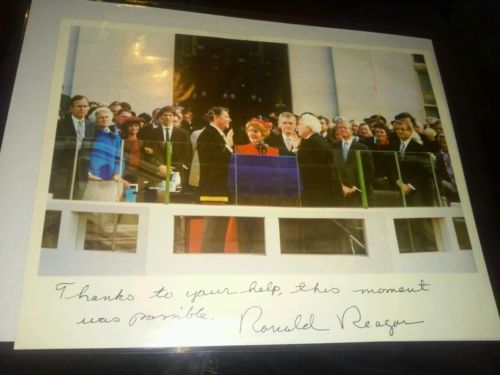 Thanks to your help, this moment
was possible. Ronald Reagan